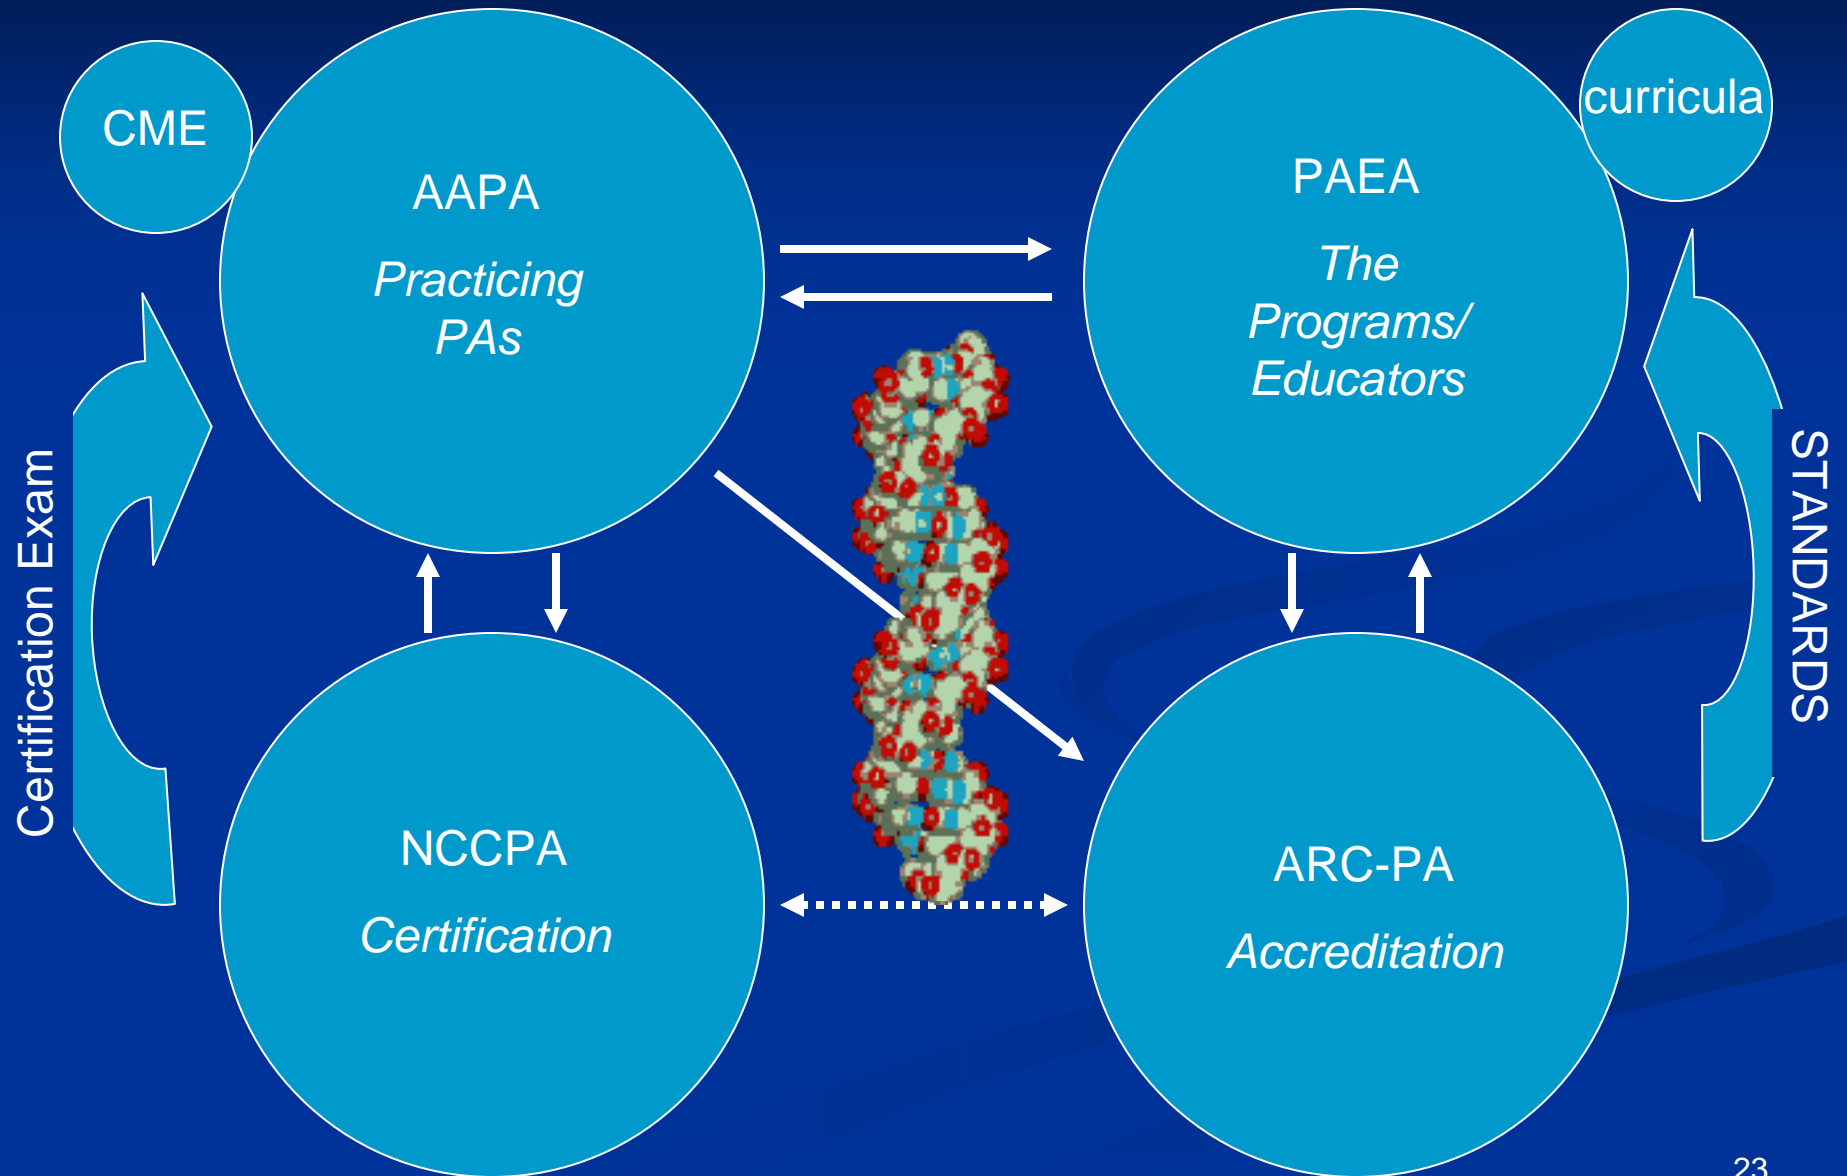 CME
AAPA
Practicing
PAs
PAEA
The
Programs/
Educators
curricula
Certification Exam
STANDARDS
NCCPA
Certification
ARC-PA
Accreditation
23